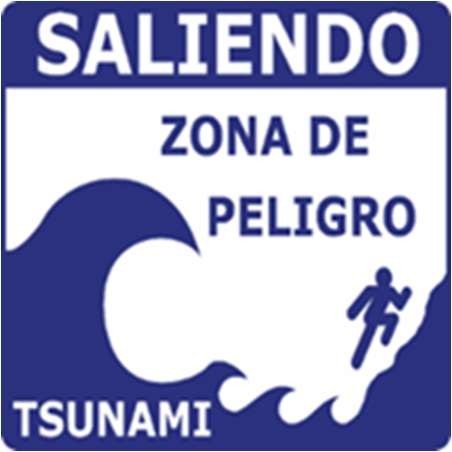 SALIENDO
ZONA DE
PELIGRO
TSUNAMI